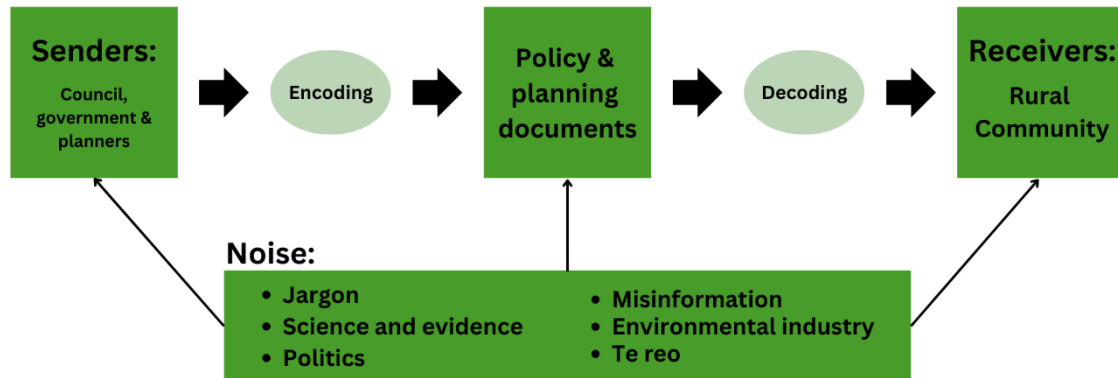 Senders:
Council,
government &
planners
Encoding
Policy &
planning
documents
Decoding
Receivers:
Rural
Community
Noise:
• Jargon
• Science and evidence
• Politics
• Misinformation
• Environmental industry
• Te reo